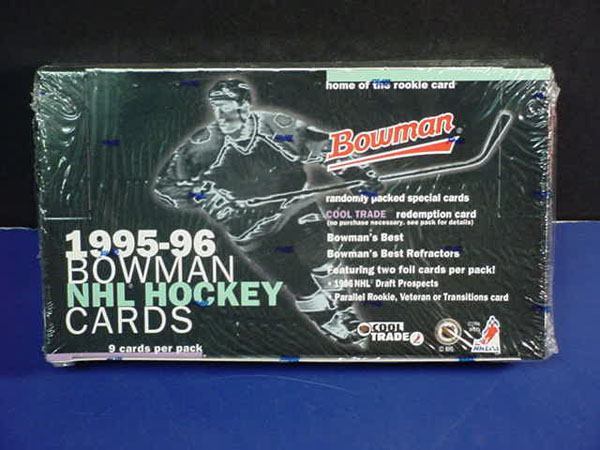 home of this rookie card
Bowman
randomly packed special cards
COOL TRADE redemption card
(no purchase necessary. see pack for details)
Bowman's Best
Bowman's Best Refractors
Featuring two foil cards per pack!
• 1996 NHL Draft Prospects
• Parallel Rookie, Veteran or Transitions card
1995-96
BOWMAN
NHL HOCKEY
CARDS
9 cards per pack
COOL
TRADE
NHLPA